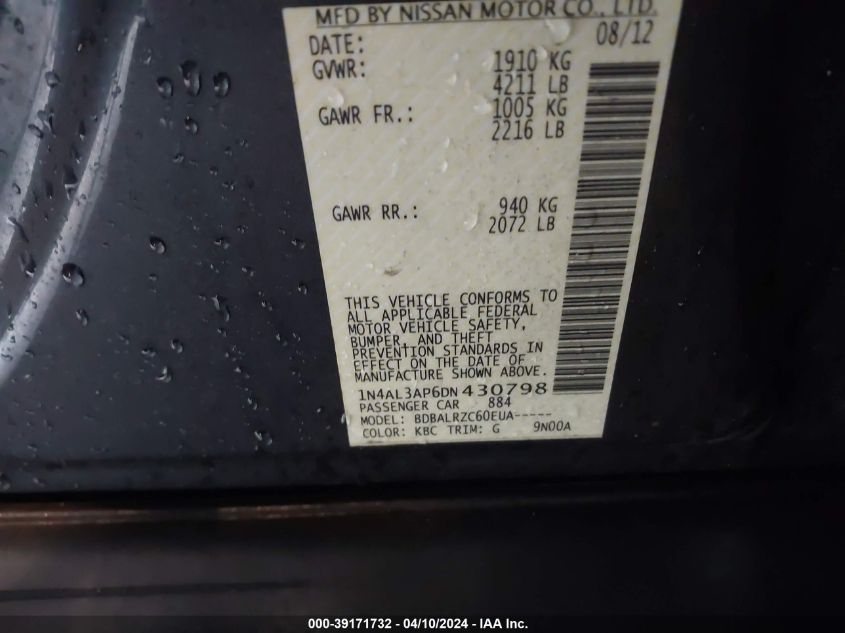 MFD BY NISSAN MOTOR CO., LTD.
DATE: 08/12
GVWR: 1910 KG
4211 LB
GAWR FR.: 1005 KG
2216 LB
GAWR RR.: 940 KG
2072 LB
THIS VEHICLE CONFORMS TO
ALL APPLICABLE FEDERAL
MOTOR VEHICLE SAFETY,
BUMPER, AND THEFT
PREVENTION STANDARDS IN
EFFECT ON THE DATE OF
MANUFACTURE SHOWN ABOVE.
1N4AL3AP6DN430798
PASSENGER CAR 884
MODEL: BDBALRZC60EUA-----
COLOR: KBC TRIM: G 9N00A
000-39171732 - 04/10/2024 - IAA Inc.